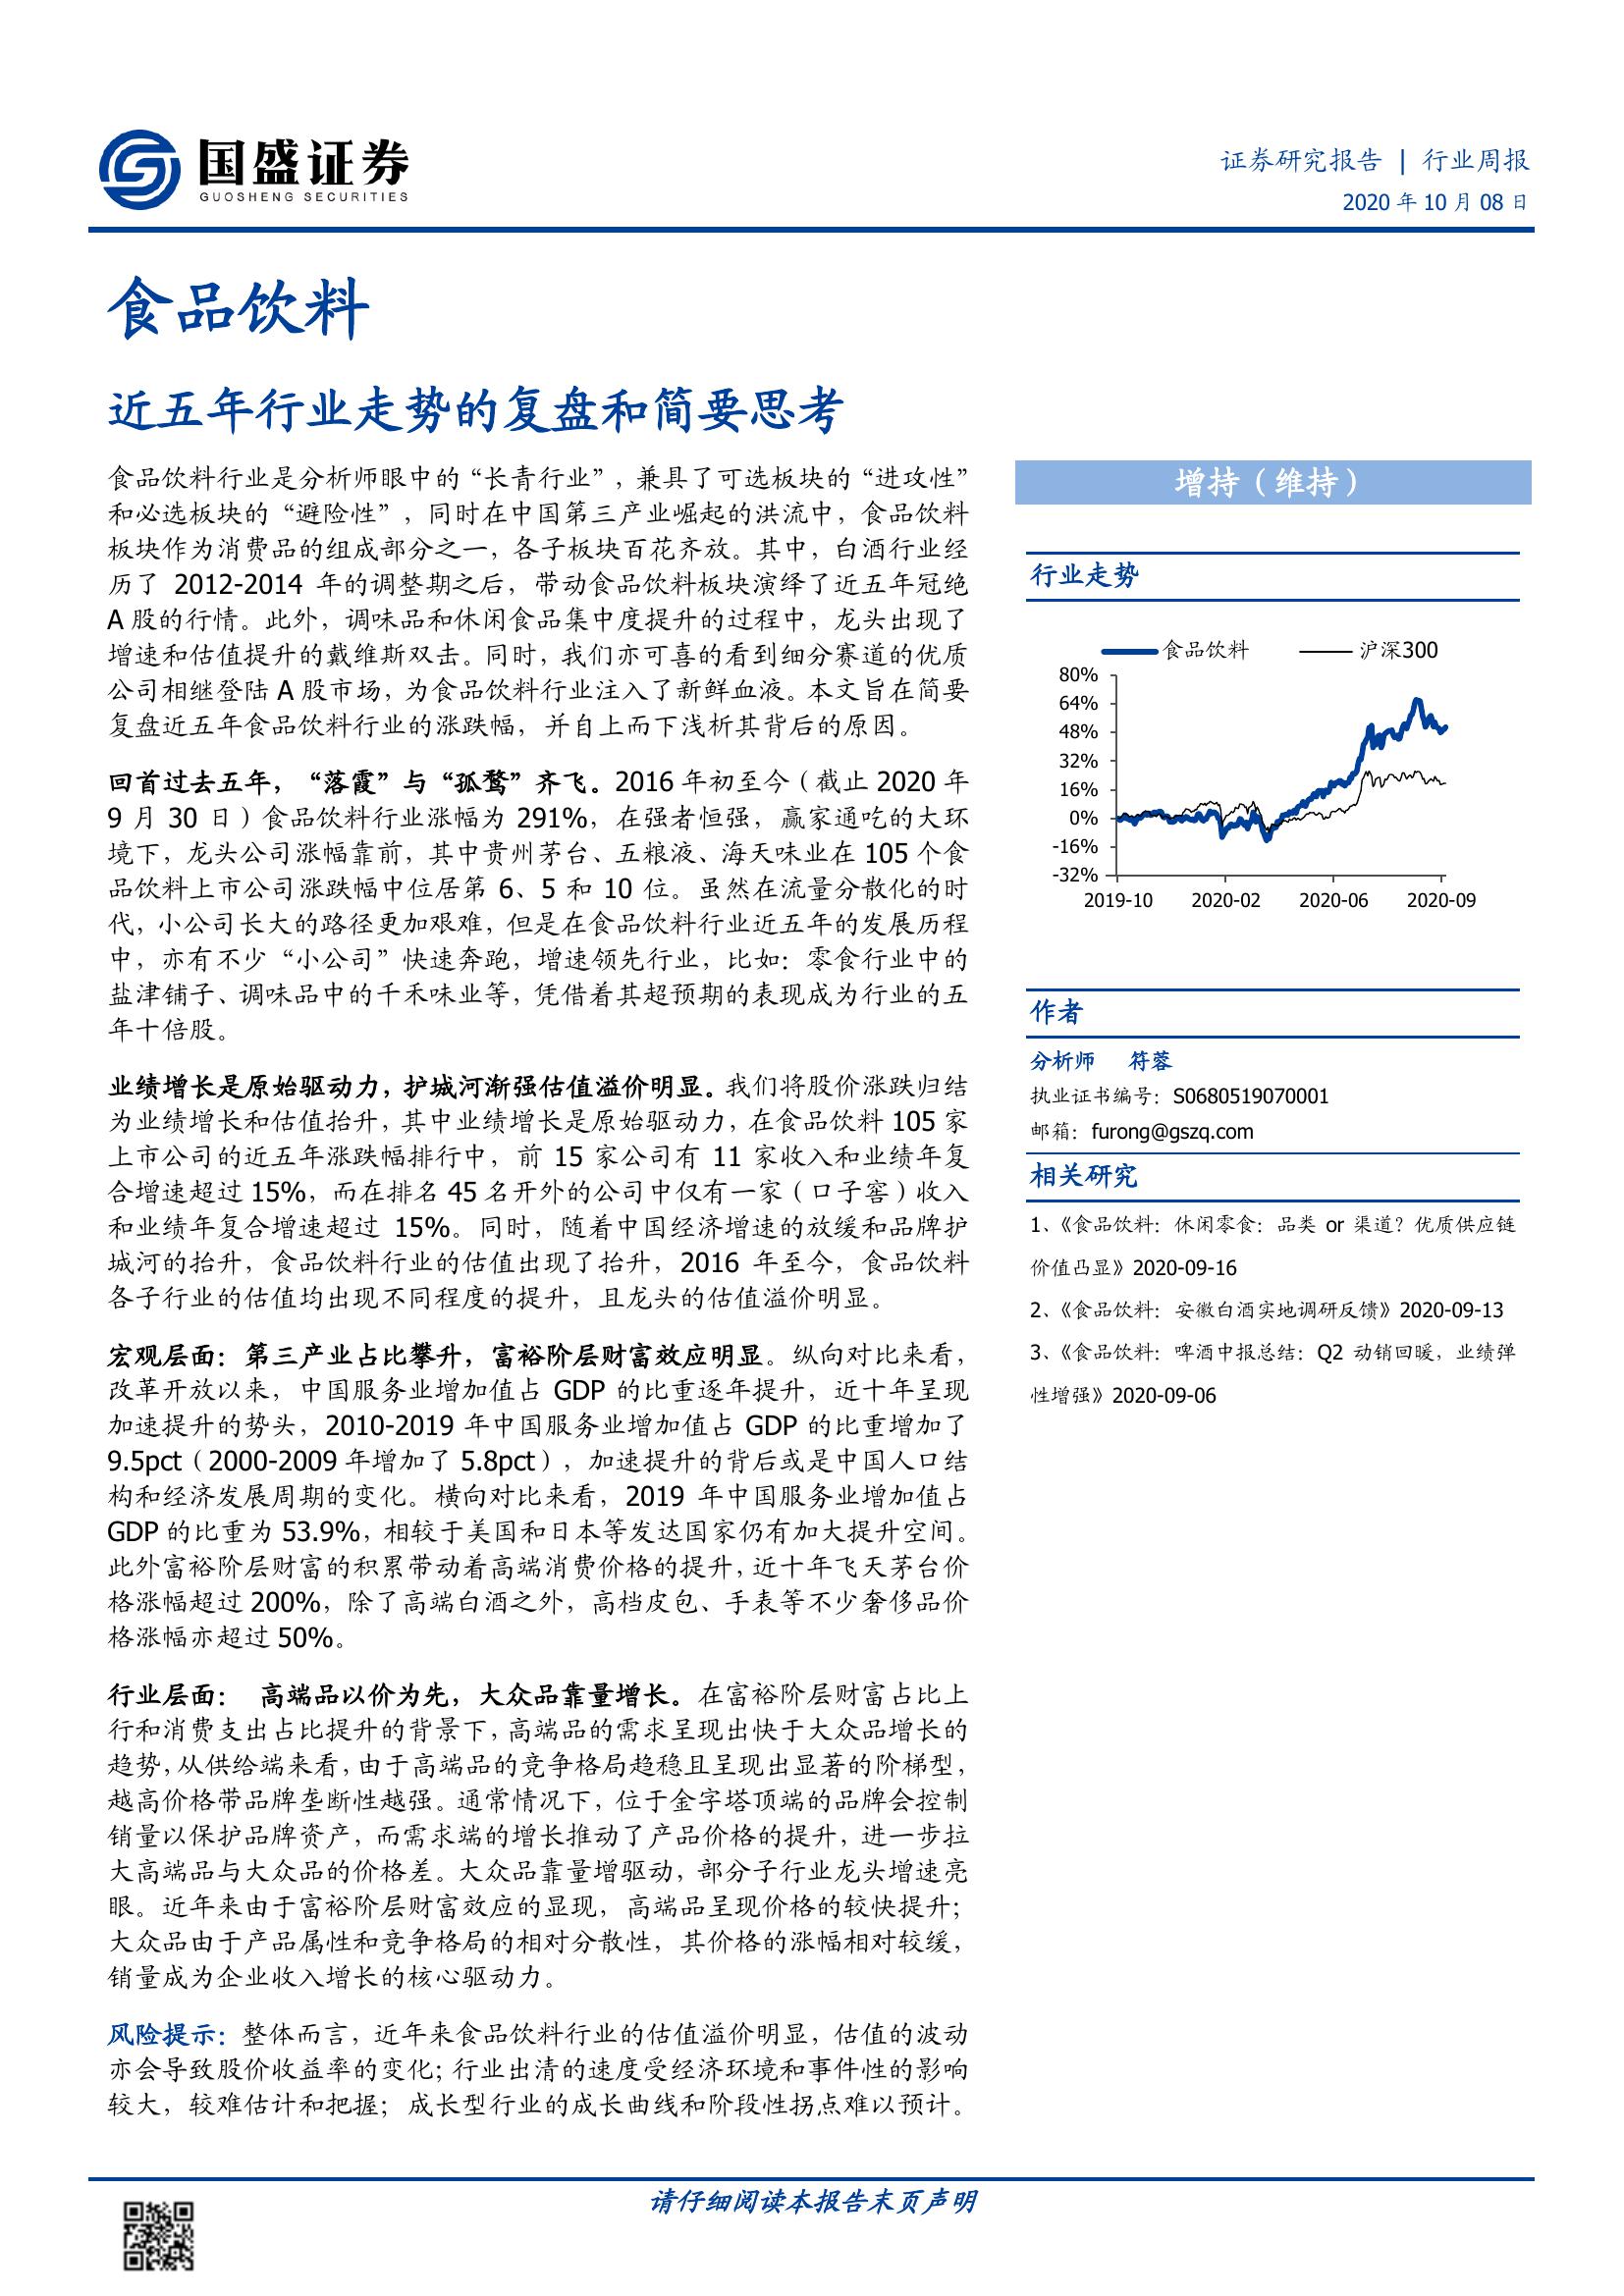 国盛证券
GUOSHENG SECURITIES
证券研究报告 | 行业周报
2020 年 10 月 08 日
食品饮料
近五年行业走势的复盘和简要思考
食品饮料行业是分析师眼中的“长青行业”，兼具了可选板块的“进攻性”
和必选板块的“避险性”，同时在中国第三产业崛起的洪流中，食品饮料
板块作为消费品的组成部分之一，各子板块百花齐放。其中，白酒行业经
历了 2012-2014 年的调整期之后，带动食品饮料板块演绎了近五年冠绝
A 股的行情。此外，调味品和休闲食品集中度提升的过程中，龙头出现了
增速和估值提升的戴维斯双击。同时，我们亦可喜的看到细分赛道的优质
公司相继登陆 A 股市场，为食品饮料行业注入了新鲜血液。本文旨在简要
复盘近五年食品饮料行业的涨跌幅，并自上而下浅析其背后的原因。
回首过去五年，“落霞”与“孤鹜”齐飞。2016 年初至今（截止 2020 年
9 月 30 日）食品饮料行业涨幅为 291%，在强者恒强，赢家通吃的大环
境下，龙头公司涨幅靠前，其中贵州茅台、五粮液、海天味业在 105 个食
品饮料上市公司涨跌幅中位居第 6、5 和 10 位。虽然在流量分散化的时
代，小公司长大的路径更加艰难，但是在食品饮料行业近五年的发展历程
中，亦有不少“小公司”快速奔跑，增速领先行业，比如：零食行业中的
盐津铺子、调味品中的千禾味业等，凭借着其超预期的表现成为行业的五
年十倍股。
业绩增长是原始驱动力，护城河渐强估值溢价明显。我们将股价涨跌归结
为业绩增长和估值抬升，其中业绩增长是原始驱动力，在食品饮料 105 家
上市公司的近五年涨跌幅排行中，前 15 家公司有 11 家收入和业绩年复
合增速超过 15%，而在排名 45 名开外的公司中仅有一家（口子窖）收入
和业绩年复合增速超过 15%。同时，随着中国经济增速的放缓和品牌护
城河的抬升，食品饮料行业的估值出现了抬升，2016 年至今，食品饮料
各子行业的估值均出现不同程度的提升，且龙头的估值溢价明显。
宏观层面：第三产业占比攀升，富裕阶层财富效应明显。纵向对比来看，
改革开放以来，中国服务业增加值占 GDP 的比重逐年提升，近十年呈现
加速提升的势头，2010-2019 年中国服务业增加值占 GDP 的比重增加了
9.5pct（2000-2009 年增加了 5.8pct），加速提升的背后或是中国人口结
构和经济发展周期的变化。横向对比来看，2019 年中国服务业增加值占
GDP 的比重为 53.9%，相较于美国和日本等发达国家仍有加大提升空间。
此外富裕阶层财富的积累带动着高端消费价格的提升，近十年飞天茅台价
格涨幅超过 200%，除了高端白酒之外，高档皮包、手表等不少奢侈品价
格涨幅亦超过 50%。
行业层面： 高端品以价为先，大众品靠量增长。在富裕阶层财富占比上
行和消费支出占比提升的背景下，高端品的需求呈现出快于大众品增长的
趋势，从供给端来看，由于高端品的竞争格局趋稳且呈现出显著的阶梯型，
越高价格带品牌垄断性越强。通常情况下，位于金字塔顶端的品牌会控制
销量以保护品牌资产，而需求端的增长推动了产品价格的提升，进一步拉
大高端品与大众品的价格差。大众品靠量增驱动，部分子行业龙头增速亮
眼。近年来由于富裕阶层财富效应的显现，高端品呈现价格的较快提升；
大众品由于产品属性和竞争格局的相对分散性，其价格的涨幅相对较缓，
销量成为企业收入增长的核心驱动力。
风险提示：整体而言，近年来食品饮料行业的估值溢价明显，估值的波动
亦会导致股价收益率的变化；行业出清的速度受经济环境和事件性的影响
较大，较难估计和把握；成长型行业的成长曲线和阶段性拐点难以预计。
增持（维持）
行业走势
食品饮料 沪深300
80%
64%
48%
32%
16%
0%
-16%
-32%
2019-10 2020-02 2020-06 2020-09
作者
分析师 符蓉
执业证书编号：S0680519070001
邮箱：furong@gszq.com
相关研究
1、《食品饮料：休闲零食：品类 or 渠道？优质供应链
价值凸显》2020-09-16
2、《食品饮料：安徽白酒实地调研反馈》2020-09-13
3、《食品饮料：啤酒中报总结：Q2 动销回暖，业绩弹
性增强》2020-09-06
请仔细阅读本报告末页声明